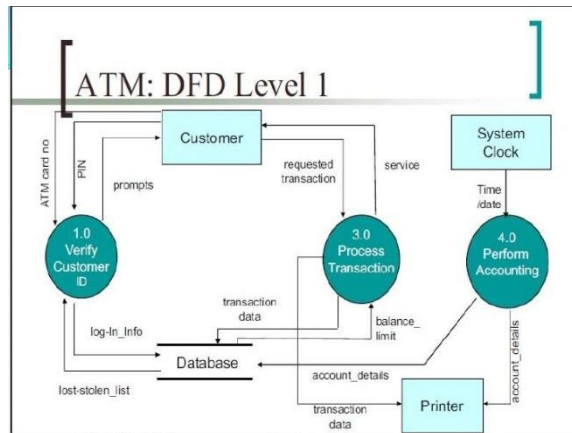 ATM: DFD Level 1
Customer
System
Clock
ATM card no
PIN
prompts
requested
transaction
service
Time
/date
1.0
Verify
Customer
ID
3.0
Process
Transaction
4.0
Perform
Accounting
transaction
data
balance_
limit
log-In_Info
Database
account_details
account_details
lost-stolen_list
transaction
data
Printer